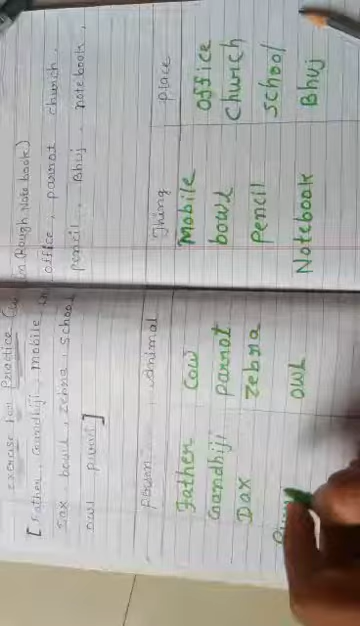 exercise for Practice (in Rough Note book)
[Father, Gandhiji, mobile, office, parrot church,
Dax bowl, zebra, school pencil, Bhuj, notebook,
owl
Person Animal Thing Place
Father Cow Mobile office
Gandhiji parrot bowl church
Dax zebra Pencil school
owl Notebook Bhuj